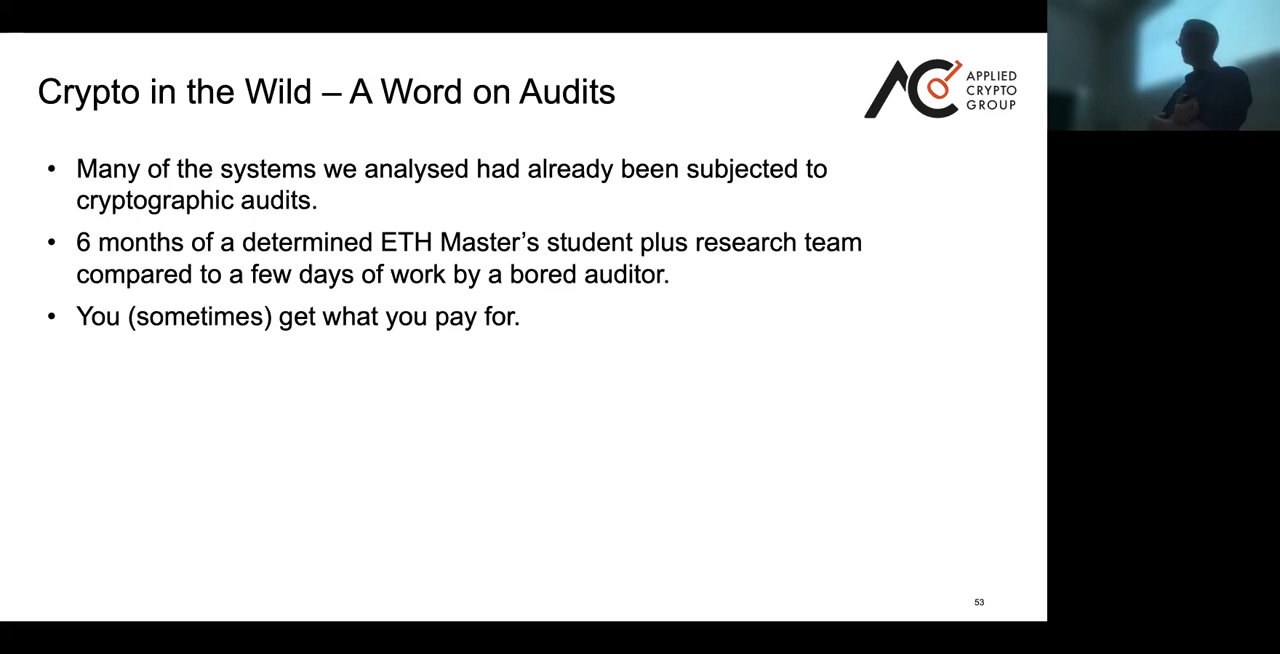 Crypto in the Wild – A Word on Audits
APPLIED
CRYPTO
GROUP
• Many of the systems we analysed had already been subjected to
cryptographic audits.
• 6 months of a determined ETH Master's student plus research team
compared to a few days of work by a bored auditor.
• You (sometimes) get what you pay for.
53